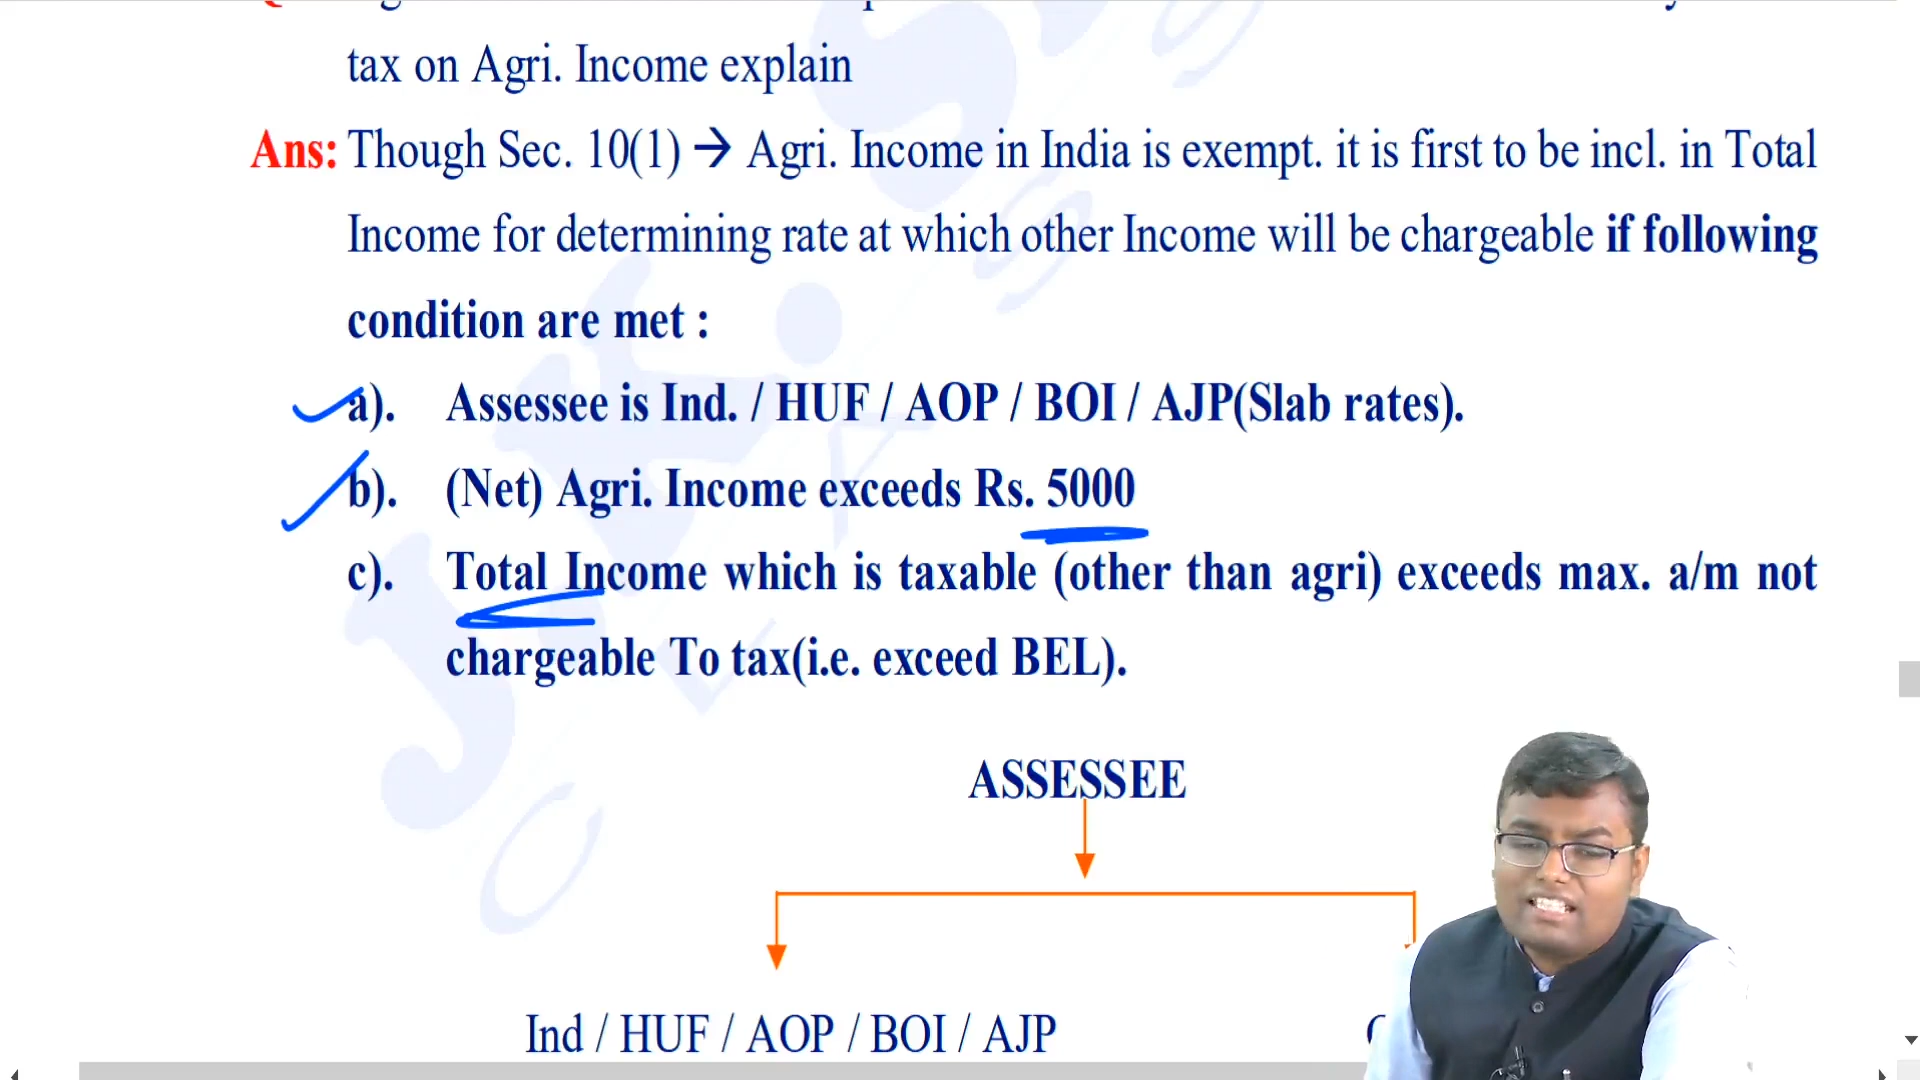 tax on Agri. Income explain
Ans: Though Sec. 10(1) → Agri. Income in India is exempt. it is first to be incl. in Total
Income for determining rate at which other Income will be chargeable if following
condition are met :
a). Assessee is Ind. / HUF / AOP / BOI / AJP(Slab rates).
b). (Net) Agri. Income exceeds Rs. 5000
c). Total Income which is taxable (other than agri) exceeds max. a/m not
chargeable To tax(i.e. exceed BEL).
ASSESSEE
Ind / HUF / AOP / BOI / AJP